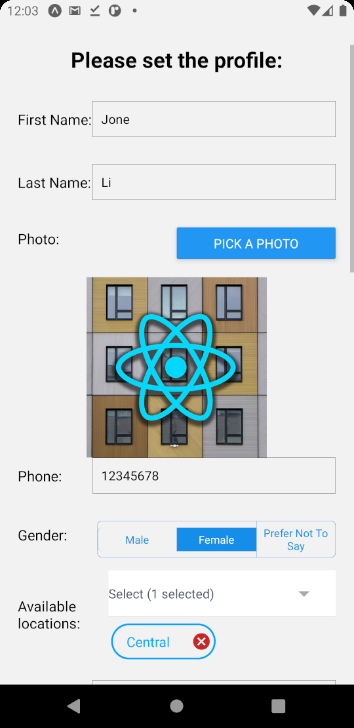 12:03
Please set the profile:
First Name: Jone
Last Name: Li
Photo: PICK A PHOTO
Phone: 12345678
Gender: Male Female Prefer Not To
Say
Available
locations: Select (1 selected)
Central